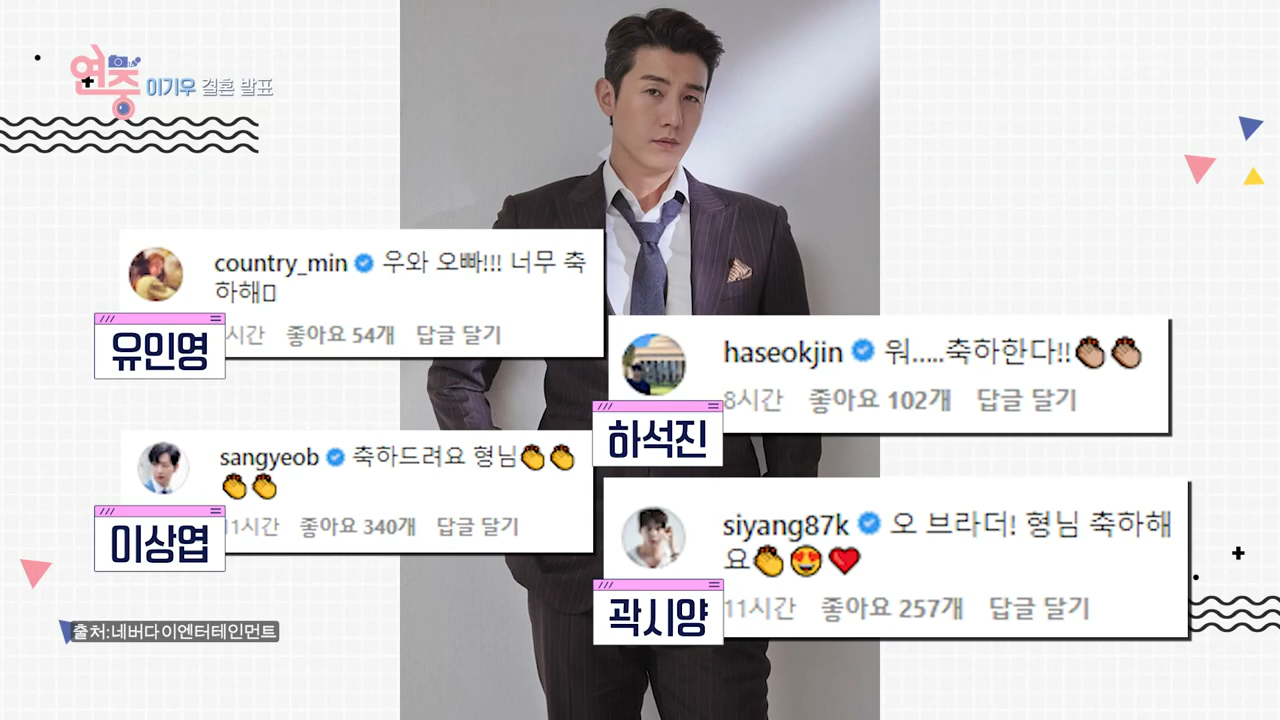 연중
이기우 결혼 발표
country_min 우와 오빠!!! 너무 축
하해
시간 좋아요 54개 답글 달기
유인영
haseokjin 워.....축하한다!!👏👏
8시간 좋아요 102개 답글 달기
하석진
sangyeob 축하드려요 형님👏👏
👏👏
11시간 좋아요 340개 답글 달기
이상엽
siyang87k 오 브라더! 형님 축하해
요👏😍❤️
11시간 좋아요 257개 답글 달기
곽시양
출처:네버다이엔터테인먼트